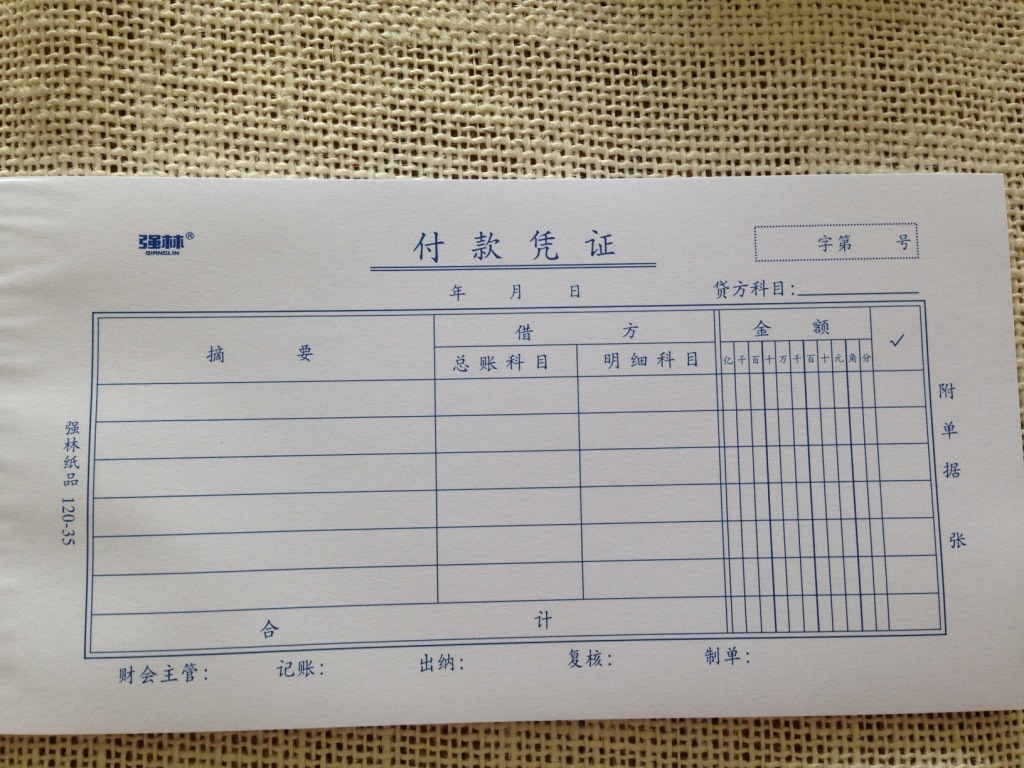 强林®
QIANGLIN
付款凭证
字第 号
年 月 日
贷方科目：
摘要 借方 金额 ✓
总账科目 明细科目 亿千百十万千百十元角分
附单据 张
强林纸品 120-35
合计
财会主管： 记账： 出纳： 复核： 制单：